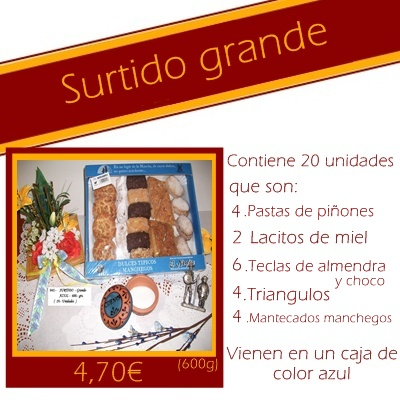 Surtido grande
Contiene 20 unidades
que son:
4 .Pastas de piñones
2 Lacitos de miel
6 .Teclas de almendra
y choco
4 .Triangulos
4 .Mantecados manchegos
Vienen en un caja de
color azul
DULCES TIPICOS
MANCHEGOS
4,70€
(600g)